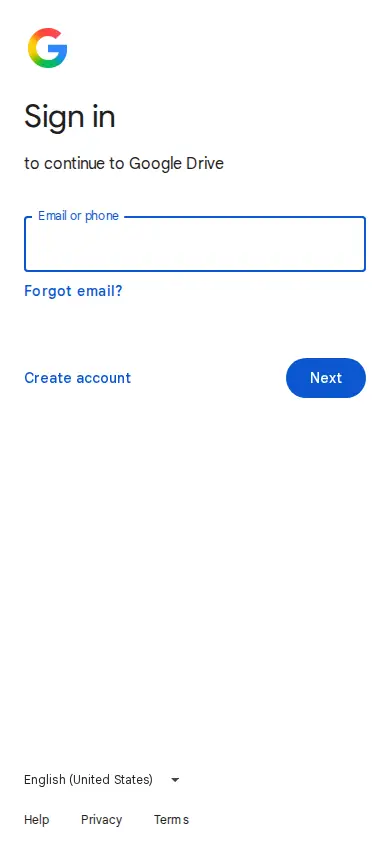 Sign in
to continue to Google Drive
Email or phone
Forgot email?
Create account
Next
English (United States)
Help Privacy Terms